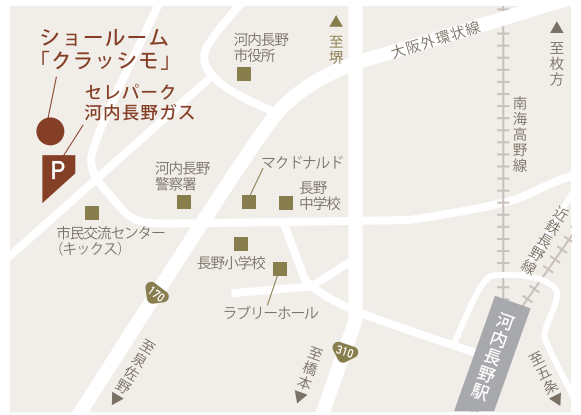 ショールーム
「クラッシモ」
セレパーク
河内長野ガス
P
河内長野
市役所
至堺
大阪外環状線
至枚方
南海高野線
近鉄長野線
河内長野
警察署
マクドナルド
長野
中学校
市民交流センター
（キックス）
長野小学校
ラブリーホール
170
310
河内長野駅
至泉佐野
至橋本
至五条